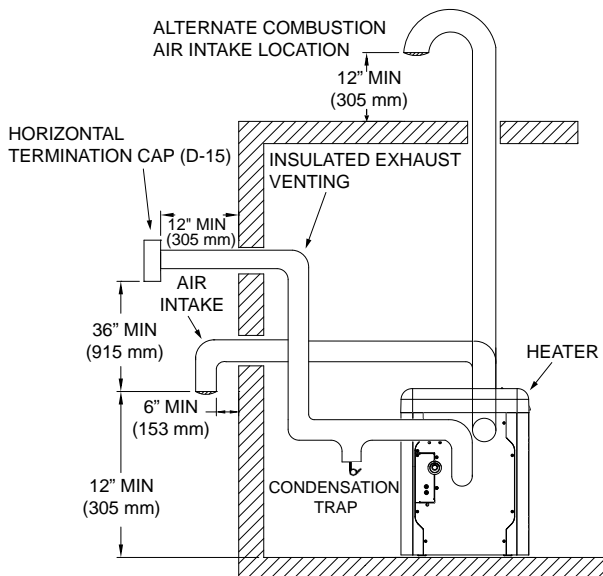 ALTERNATE COMBUSTION
AIR INTAKE LOCATION
12” MIN
(305 mm)
HORIZONTAL
TERMINATION CAP (D-15)
INSULATED EXHAUST
VENTING
12" MIN
(305 mm)
AIR
INTAKE
36” MIN
(915 mm)
HEATER
6” MIN
(153 mm)
12” MIN
(305 mm)
CONDENSATION
TRAP